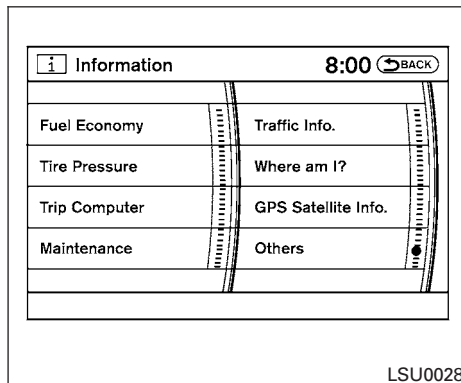 i Information 8:00 BACK
Fuel Economy
Tire Pressure
Trip Computer
Maintenance
Traffic Info.
Where am I?
GPS Satellite Info.
Others
LSU0028